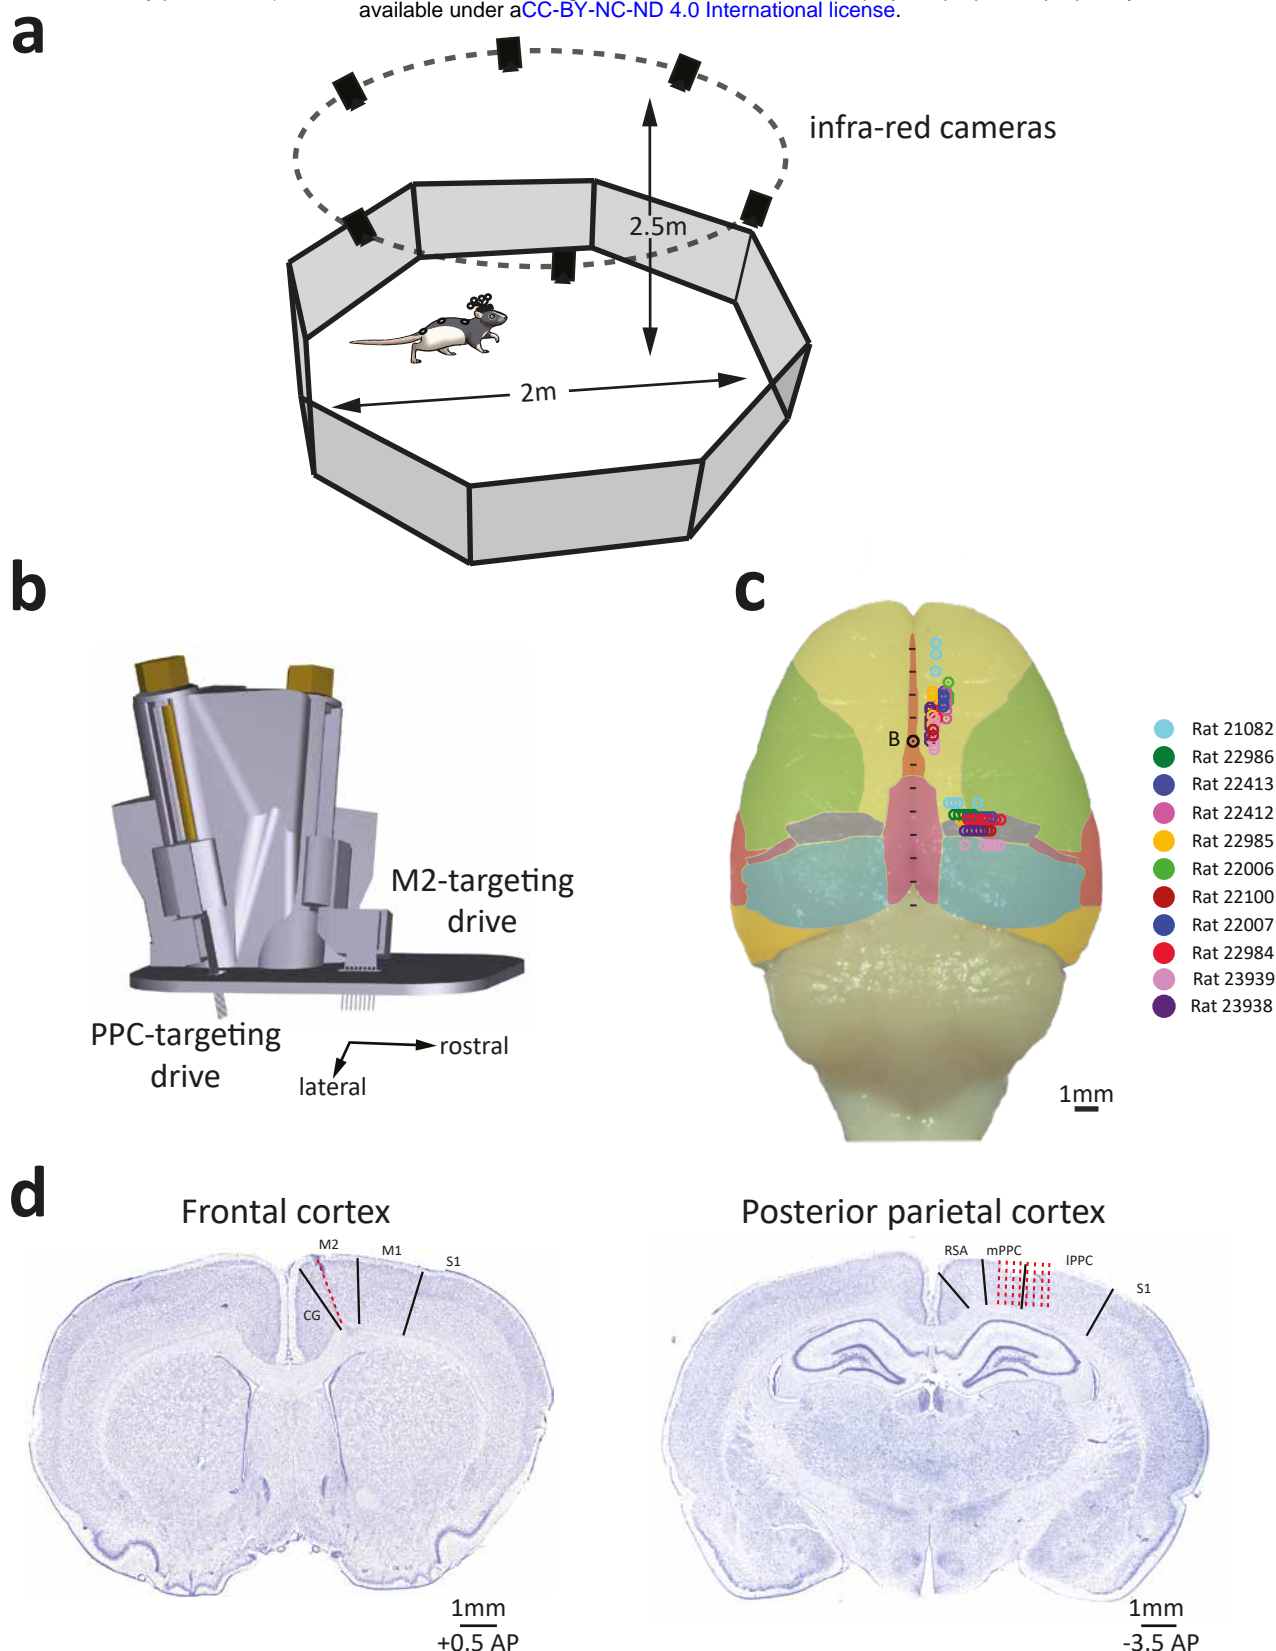 available under aCC-BY-NC-ND 4.0 International license.
a
infra-red cameras
2.5m
2m
b
M2-targeting
drive
PPC-targeting
drive
rostral
lateral
c
B
Rat 21082
Rat 22986
Rat 22413
Rat 22412
Rat 22985
Rat 22006
Rat 22100
Rat 22007
Rat 22984
Rat 23939
Rat 23938
1mm
d
Frontal cortex
M2
M1
S1
CG
1mm
+0.5 AP
Posterior parietal cortex
RSA
mPPC
lPPC
S1
1mm
-3.5 AP